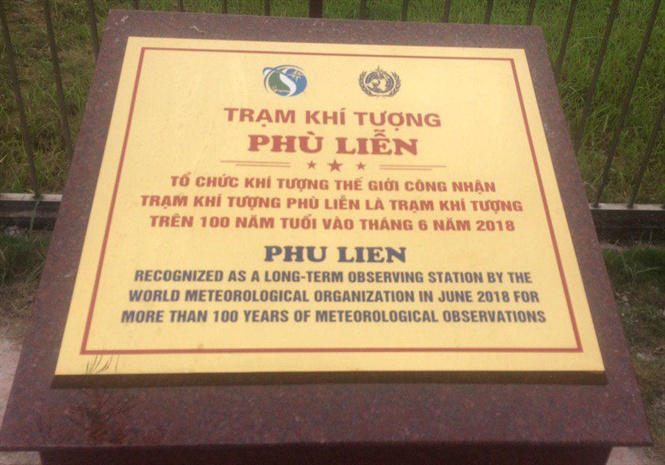 TRẠM KHÍ TƯỢNG
PHÙ LIỄN
TỔ CHỨC KHÍ TƯỢNG THẾ GIỚI CÔNG NHẬN
TRẠM KHÍ TƯỢNG PHÙ LIỄN LÀ TRẠM KHÍ TƯỢNG
TRÊN 100 NĂM TUỔI VÀO THÁNG 6 NĂM 2018
PHU LIEN
RECOGNIZED AS A LONG-TERM OBSERVING STATION BY THE
WORLD METEOROLOGICAL ORGANIZATION IN JUNE 2018 FOR
MORE THAN 100 YEARS OF METEOROLOGICAL OBSERVATIONS